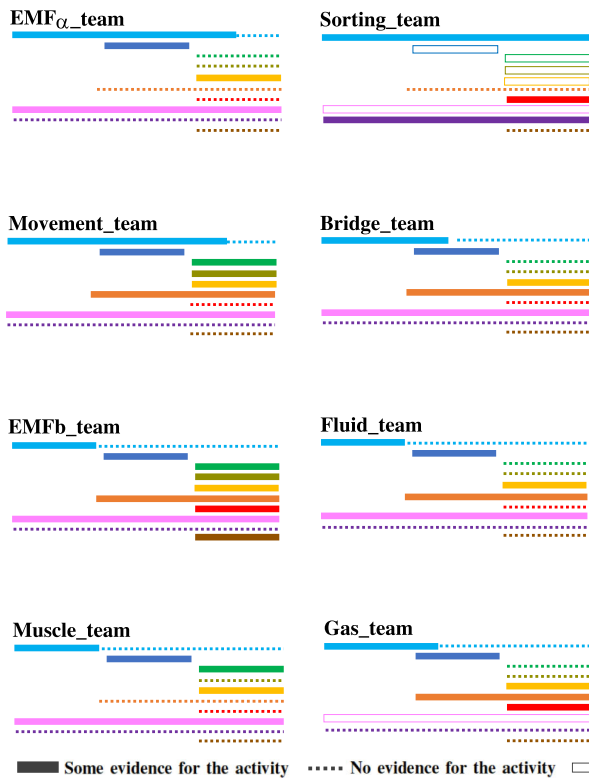 EMFα_team
Sorting_team
Movement_team
Bridge_team
EMFb_team
Fluid_team
Muscle_team
Gas_team
Some evidence for the activity No evidence for the activity